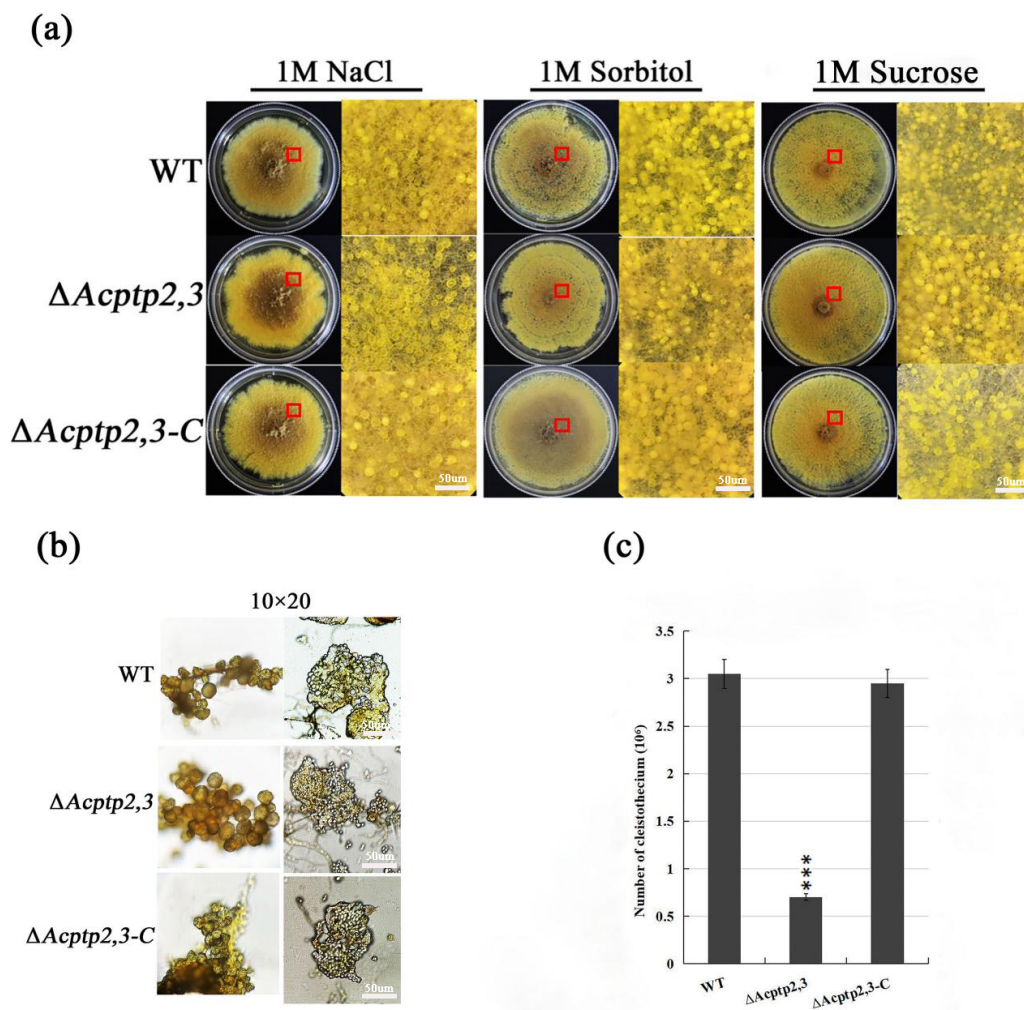 (a)
1M NaCl
1M Sorbitol
1M Sucrose
WT
ΔAcptp2,3
ΔAcptp2,3-C
50um
50um
50um
(b)
10×20
WT
50um
ΔAcptp2,3
50um
ΔAcptp2,3-C
50um
(c)
Number of cleistothecium (10⁶)
3.5
3
2.5
2
1.5
1
0.5
0
***
WT
ΔAcptp2,3
ΔAcptp2,3-C